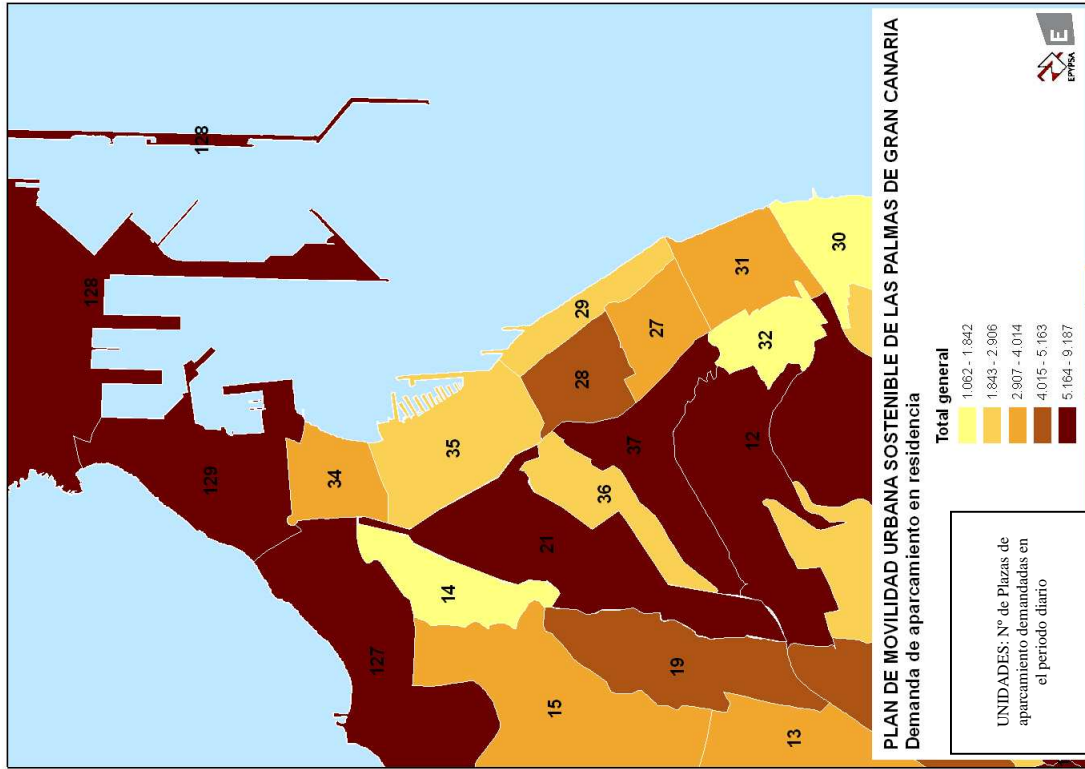 128
128
129
34
35
29
28
27
31
30
32
37
12
36
21
14
127
19
15
13
PLAN DE MOVILIDAD URBANA SOSTENIBLE DE LAS PALMAS DE GRAN CANARIA
Demanda de aparcamiento en residencia
Total general
1.062 - 1.842
1.843 - 2.906
2.907 - 4.014
4.015 - 5.163
5.164 - 9.187
UNIDADES: Nº de Plazas de
aparcamiento demandadas en
el periodo diario
EPYPSA
E